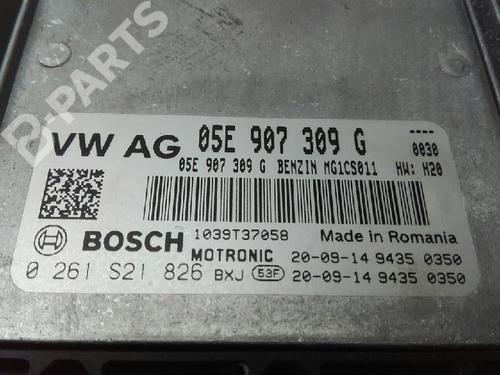 B-PARTS
VW AG 05E 907 309 G ----
05E 907 309 G BENZIN MG1CS011 0030
HW: H20
BOSCH 1039T37058 Made in Romania
MOTRONIC 20-09-14 9435 0350
0 261 S21 826 BXJ 53F 20-09-14 9435 0350